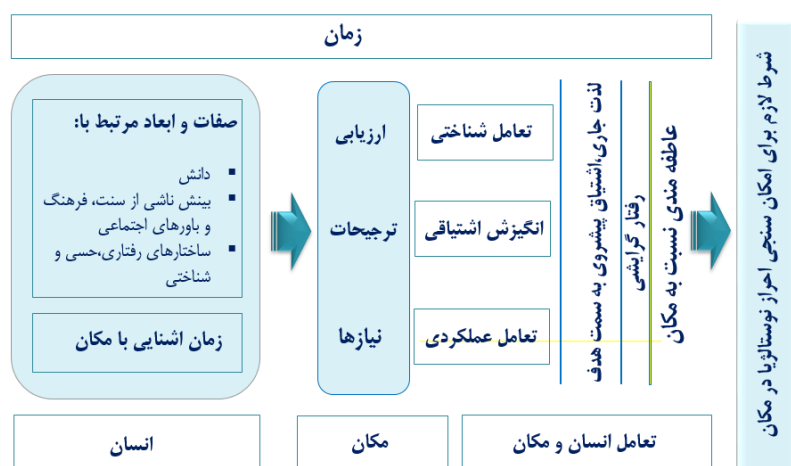 زمان
صفات و ابعاد مرتبط با:
▪ دانش
▪ بینش ناشی از سنت، فرهنگ
و باورهای اجتماعی
▪ ساختارهای رفتاری،حسی و
شناختی
زمان اشنایی با مکان
ارزیابی
ترجیحات
نیازها
تعامل شناختی
انگیزش اشتیاقی
تعامل عملکردی
لذت جاری،اشتیاق پیشروی به سمت هدف
رفتار گرایشی
عاطفه مندی نسبت به مکان
شرط لازم برای امکان سنجی احراز نوستالژیا در مکان
انسان
مکان
تعامل انسان و مکان